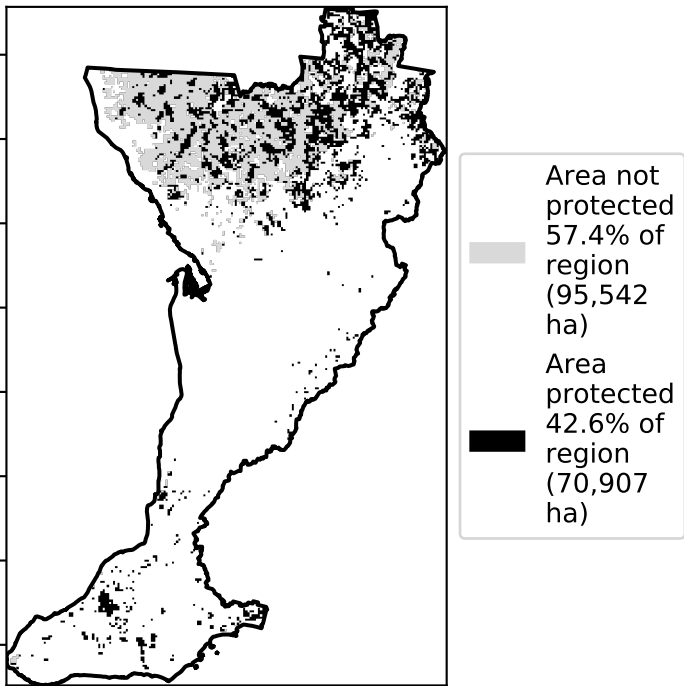 Area not
protected
57.4% of
region
(95,542
ha)
Area
protected
42.6% of
region
(70,907
ha)